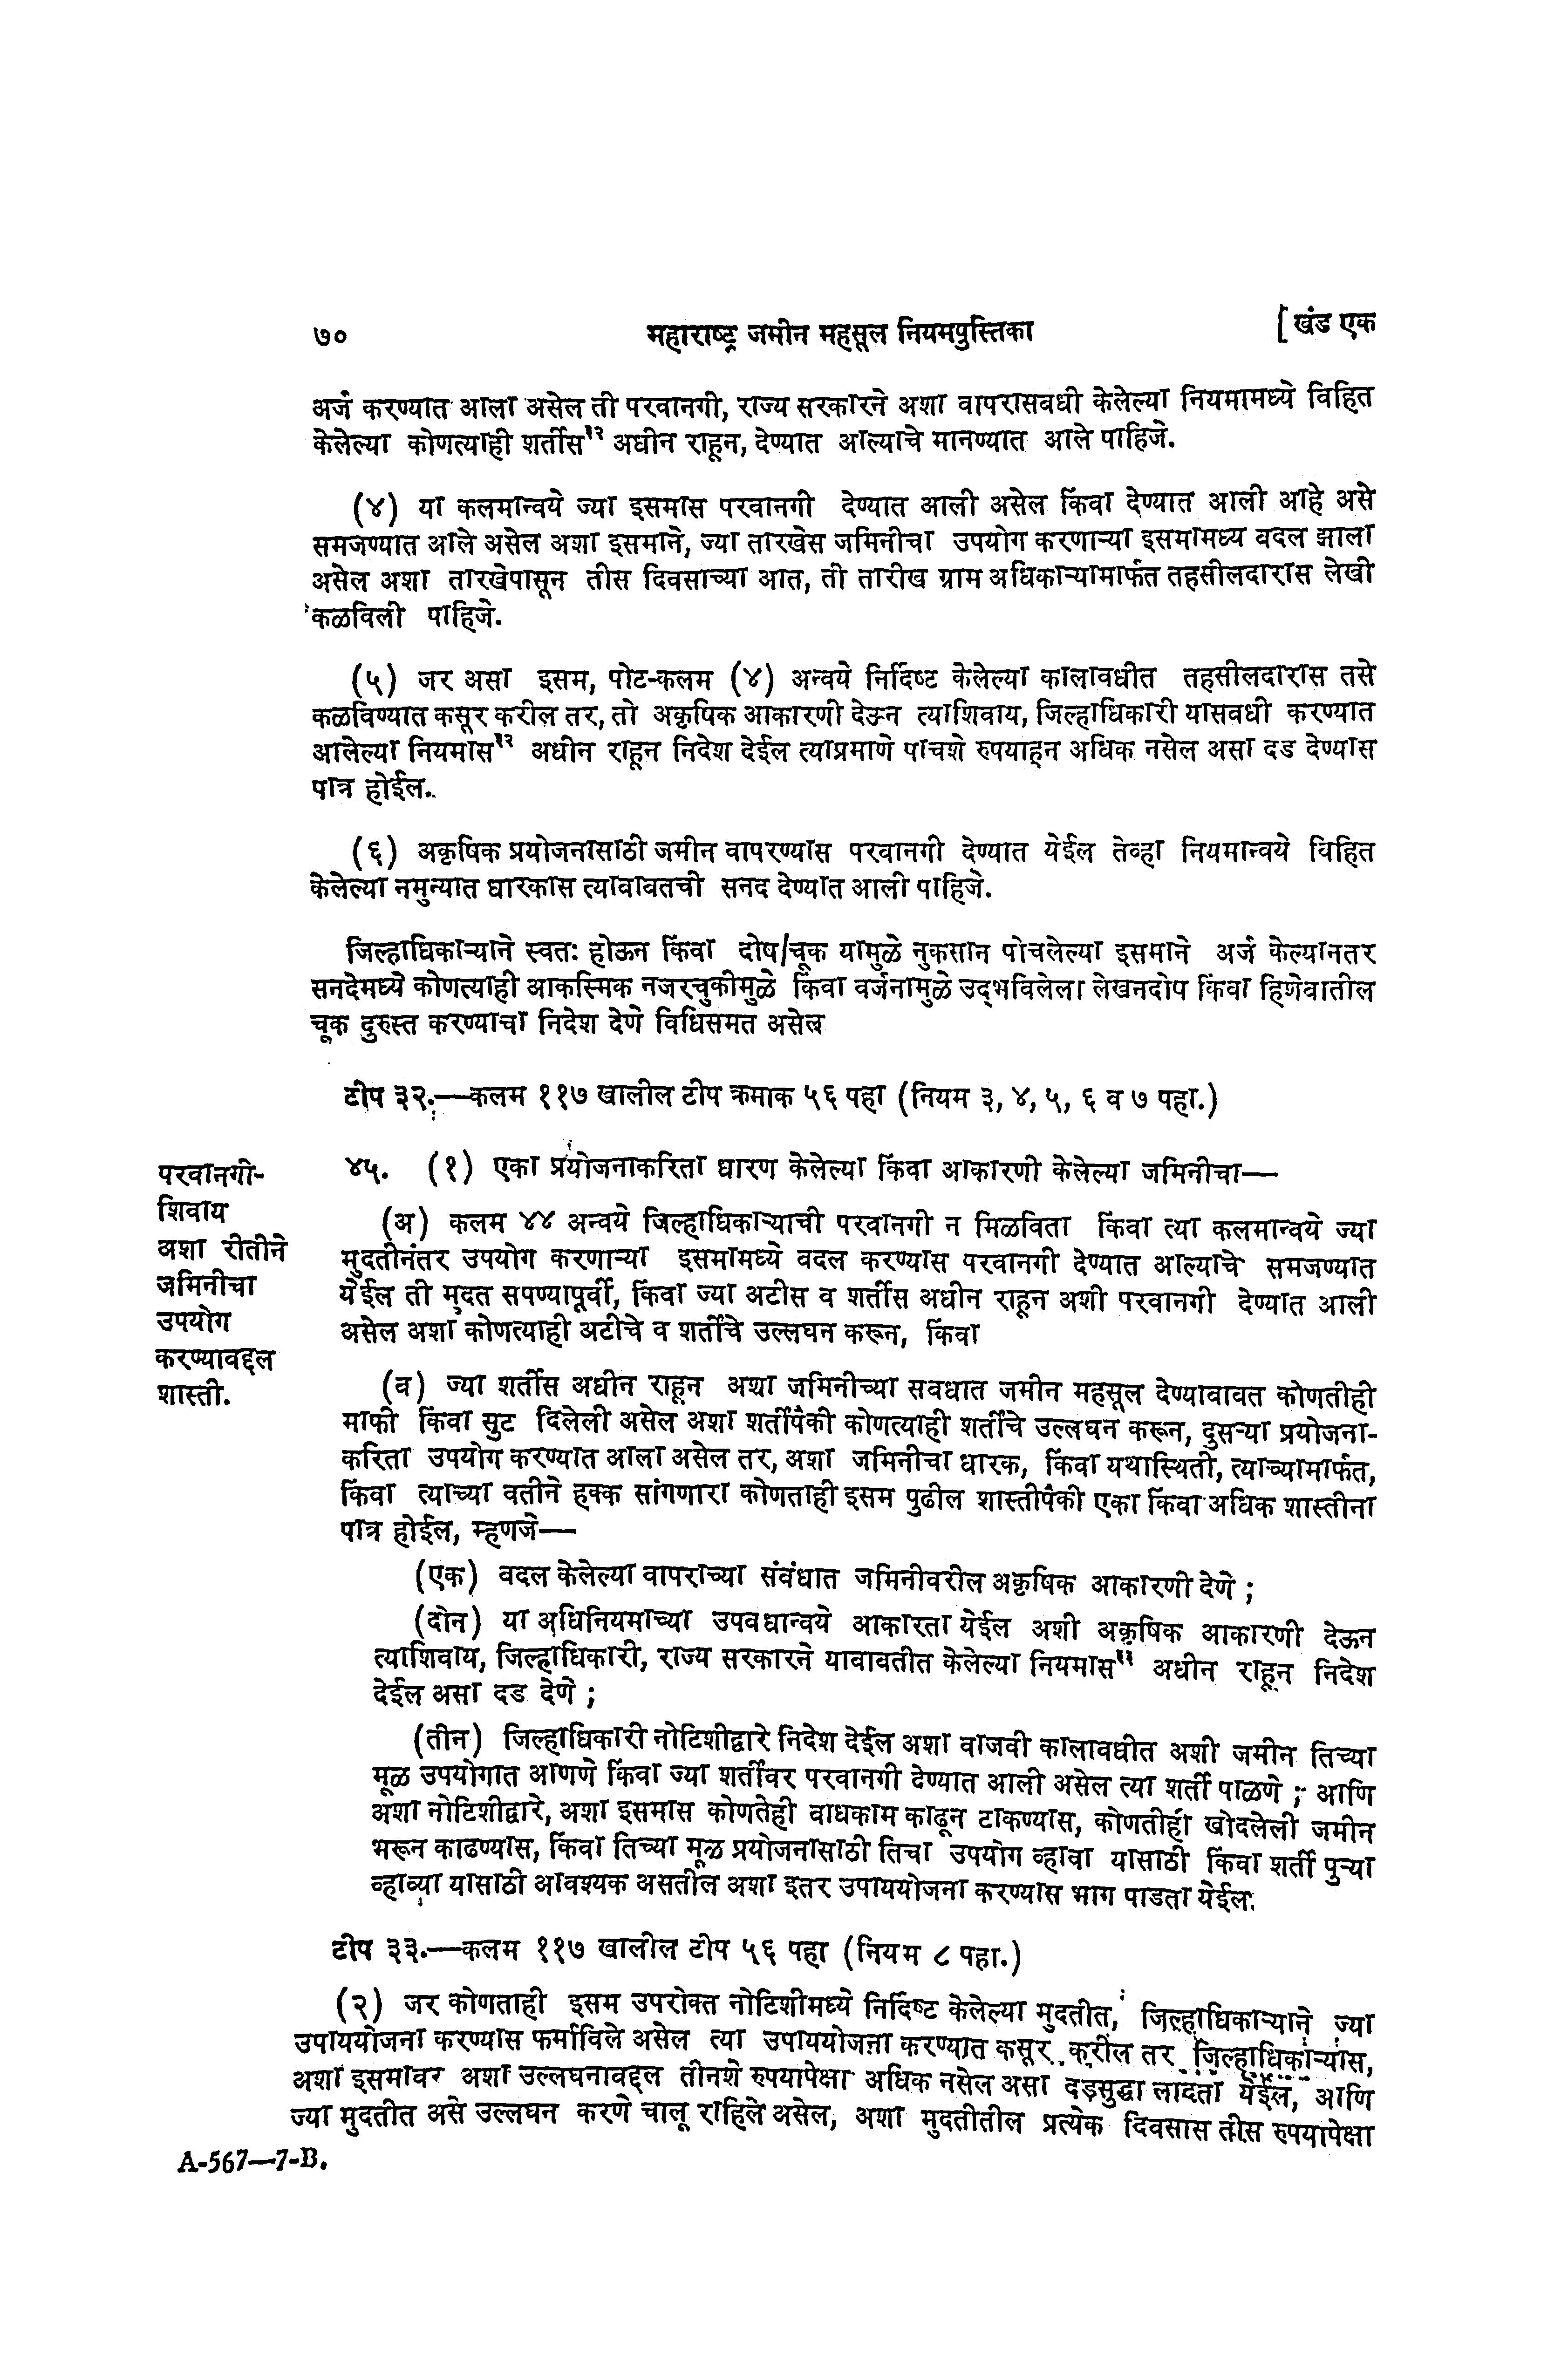 ७० महाराष्ट्र जमीन महसूल नियमपुस्तिका [ खंड एक
अर्ज करण्यात आला असेल ती परवानगी, राज्य सरकारने अशा वापरासबधी केलेल्या नियमामध्ये विहित
केलेल्या कोणत्याही शर्तीस³² अधीन राहून, देण्यात आल्याचे मानण्यात आले पाहिजे.
(४) या कलमान्वये ज्या इसमास परवानगी देण्यात आली असेल किंवा देण्यात आली आहे असे
समजण्यात आले असेल अशा इसमाने, ज्या तारखेस जमिनीचा उपयोग करणाऱ्या इसमामध्य बदल झाला
असेल अशा तारखेपासून तीस दिवसाच्या आत, ती तारीख ग्राम अधिकाऱ्यामार्फत तहसीलदारास लेखी
कळविली पाहिजे.
(५) जर असा इसम, पोट-कलम (४) अन्वये निर्दिष्ट केलेल्या कालावधीत तहसीलदारास तसे
कळविण्यात कसूर करील तर, तो अकृषिक आकारणी देऊन त्याशिवाय, जिल्हाधिकारी यासबधी करण्यात
आलेल्या नियमास³² अधीन राहून निदेश देईल त्याप्रमाणे पाचशे रुपयाहून अधिक नसेल असा दड देण्यास
पात्र होईल.
(६) अकृषिक प्रयोजनासाठी जमीन वापरण्यास परवानगी देण्यात येईल तेव्हा नियमान्वये विहित
केलेल्या नमुन्यात धारकास त्याबाबतची सनद देण्यात आली पाहिजे.
जिल्हाधिकाऱ्याने स्वतः होऊन किंवा दोष/चूक यामुळे नुकसान पोचलेल्या इसमाने अर्ज केल्यानतर
सनदेमध्ये कोणत्याही आकस्मिक नजरचुकीमुळे किंवा वर्जनामुळे उद्भविलेला लेखनदोष किंवा हिशेबातील
चूक दुरुस्त करण्याचा निदेश देणे विधिसमत असेल
टीप ३२.—कलम ११७ खालील टीप क्रमाक ५६ पहा (नियम ३, ४, ५, ६ व ७ पहा.)
परवानगी-
शिवाय
अशा रीतीने
जमिनीचा
उपयोग
करण्याबद्दल
शास्ती.
४५. (१) एका प्रयोजनाकरिता धारण केलेल्या किंवा आकारणी केलेल्या जमिनीचा—
(अ) कलम ४४ अन्वये जिल्हाधिकाऱ्याची परवानगी न मिळविता किंवा त्या कलमान्वये ज्या
मुदतीनंतर उपयोग करणाऱ्या इसमामध्ये बदल करण्यास परवानगी देण्यात आल्याचे समजण्यात
येईल ती मुदत सपण्यापूर्वी, किंवा ज्या अटीस व शर्तीस अधीन राहून अशी परवानगी देण्यात आली
असेल अशा कोणत्याही अटीचे व शर्तीचे उल्लघन करून, किंवा
(ब) ज्या शर्तीस अधीन राहून अशा जमिनीच्या सबधात जमीन महसूल देण्याबाबत कोणतीही
माफी किंवा सुट दिलेली असेल अशा शर्तीपैकी कोणत्याही शर्तीचे उल्लघन करून, दुसऱ्या प्रयोजना-
करिता उपयोग करण्यात आला असेल तर, अशा जमिनीचा धारक, किंवा यथास्थिती, त्याच्यामार्फत,
किंवा त्याच्या वतीने हक्क सांगणारा कोणताही इसम पुढील शास्तीपैकी एका किंवा अधिक शास्तीना
पात्र होईल, म्हणजे—
(एक) बदल केलेल्या वापराच्या संबंधात जमिनीवरील अकृषिक आकारणी देणे ;
(दोन) या अधिनियमाच्या उपबधान्वये आकारता येईल अशी अकृषिक आकारणी देऊन
त्याशिवाय, जिल्हाधिकारी, राज्य सरकारने याबाबतीत केलेल्या नियमास³³ अधीन राहून निदेश
देईल असा दड देणे ;
(तीन) जिल्हाधिकारी नोटिशीद्वारे निदेश देईल अशा वाजवी कालावधीत अशी जमीन तिच्या
मूळ उपयोगात आणणे किंवा ज्या शर्तीवर परवानगी देण्यात आली असेल त्या शर्ती पाळणे ; आणि
अशा नोटिशीद्वारे, अशा इसमास कोणतेही बाधकाम काढून टाकण्यास, कोणतीही खोदलेली जमीन
भरून काढण्यास, किंवा तिच्या मूळ प्रयोजनासाठी तिचा उपयोग व्हावा यासाठी किंवा शर्ती पुऱ्या
व्हाव्या यासाठी आवश्यक असतील अशा इतर उपाययोजना करण्यास भाग पाडता येईल.
टीप ३३.—कलम ११७ खालील टीप ५६ पहा (नियम ८ पहा.)
(२) जर कोणताही इसम उपरोक्त नोटिशीमध्ये निर्दिष्ट केलेल्या मुदतीत, जिल्हाधिकाऱ्याने ज्या
उपाययोजना करण्यास फर्माविले असेल त्या उपाययोजना करण्यात कसूर करील तर जिल्हाधिकाऱ्यास,
अशा इसमावर अशा उल्लघनाबद्दल तीनशे रुपयापेक्षा अधिक नसेल असा दडसुद्धा लादता येईल, आणि
ज्या मुदतीत असे उल्लघन करणे चालू राहिले असेल, अशा मुदतीतील प्रत्येक दिवसास तीस रुपयापेक्षा
A-567—7-B.